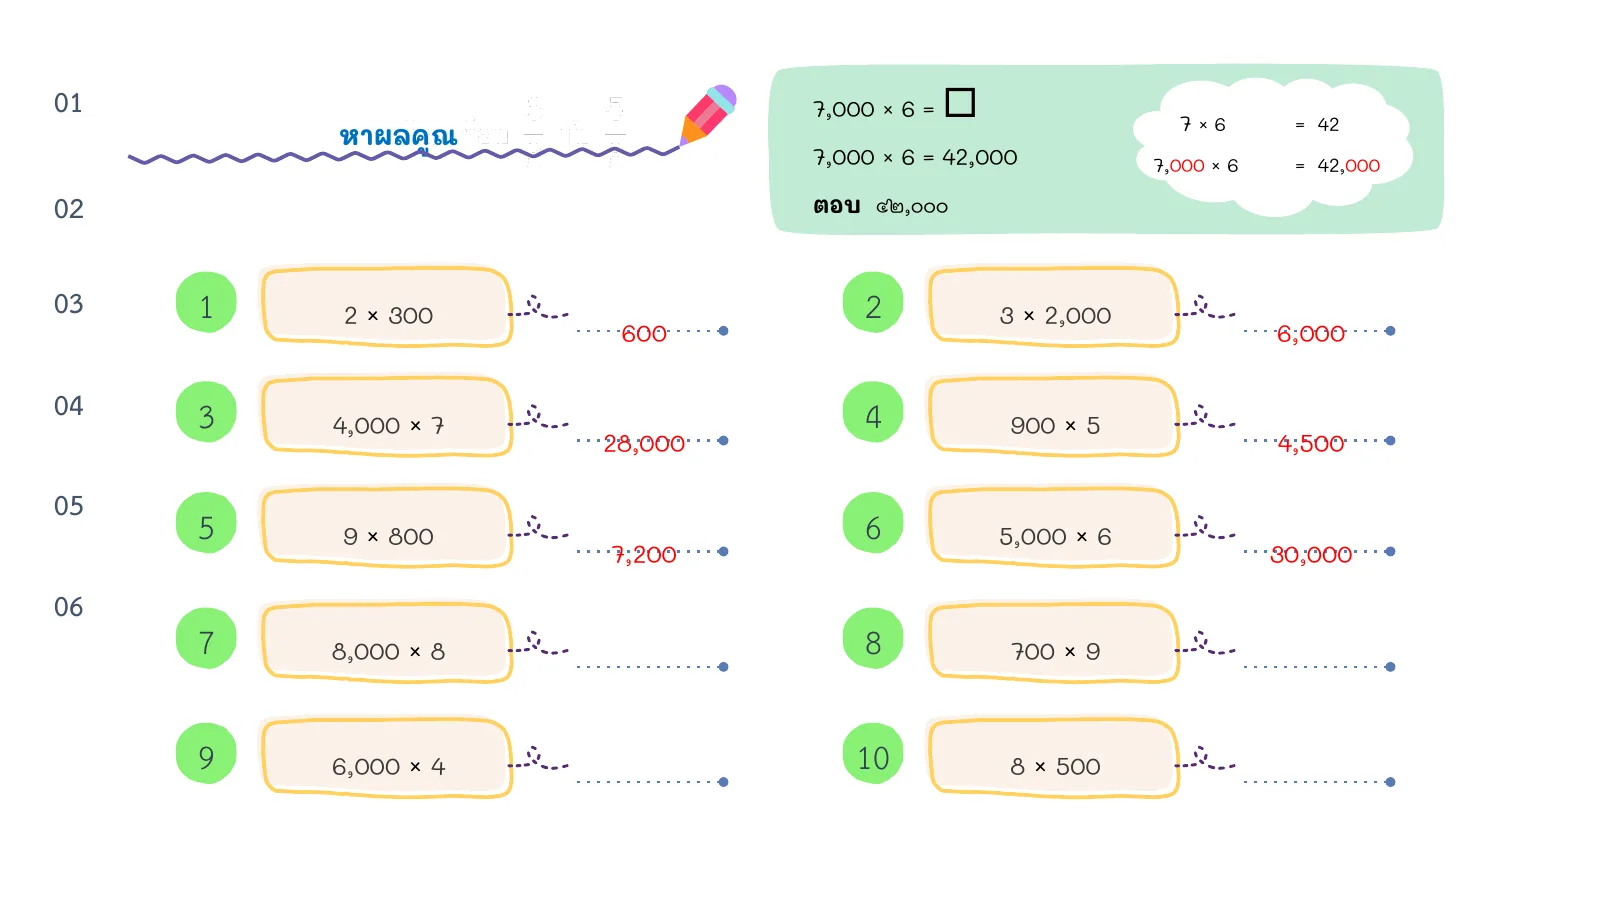 01
02
03
04
05
06
หาผลคูณ
7,000 × 6 = □
7,000 × 6 = 42,000
ตอบ ๔๒,๐๐๐
7 × 6 = 42
7,000 × 6 = 42,000
1 2 × 300 600
2 3 × 2,000 6,000
3 4,000 × 7 28,000
4 900 × 5 4,500
5 9 × 800 7,200
6 5,000 × 6 30,000
7 8,000 × 8
8 700 × 9
9 6,000 × 4
10 8 × 500